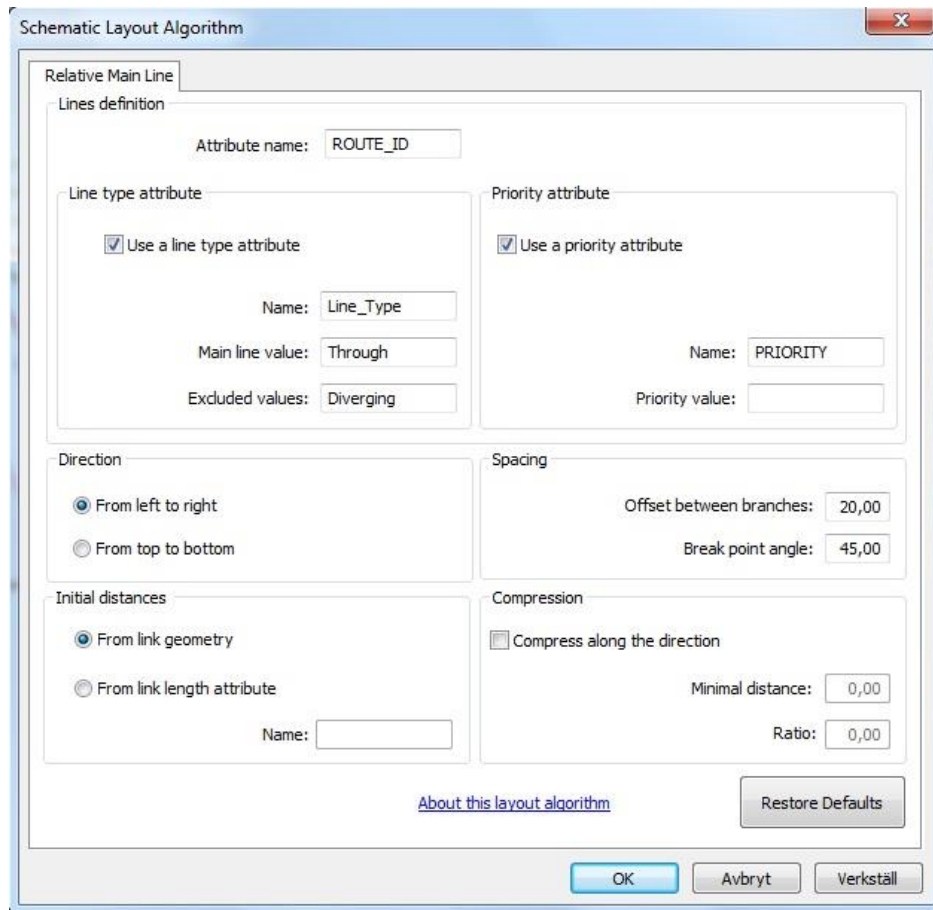 Schematic Layout Algorithm
Relative Main Line
Lines definition
Attribute name: ROUTE_ID
Line type attribute
Use a line type attribute
Name: Line_Type
Main line value: Through
Excluded values: Diverging
Priority attribute
Use a priority attribute
Name: PRIORITY
Priority value:
Direction
From left to right
From top to bottom
Spacing
Offset between branches: 20,00
Break point angle: 45,00
Initial distances
From link geometry
From link length attribute
Name:
Compression
Compress along the direction
Minimal distance: 0,00
Ratio: 0,00
About this layout algorithm
Restore Defaults
OK
Avbryt
Verkställ